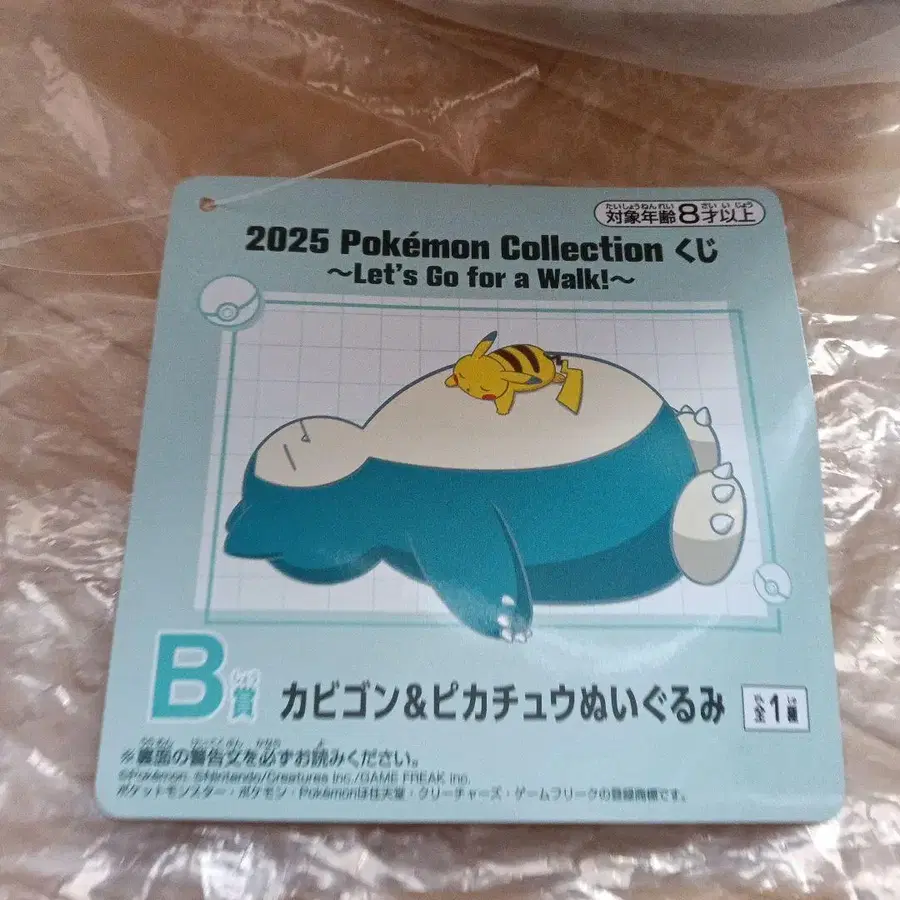 対象年齢8才以上
2025 Pokémon Collection くじ
～Let's Go for a Walk!～
B賞 カビゴン&ピカチュウぬいぐるみ 全1種
※裏面の警告文を必ずお読みください。
©Pokémon. ©Nintendo/Creatures Inc./GAME FREAK inc.
ポケットモンスター・ポケモン・Pokémonは任天堂・クリーチャーズ・ゲームフリークの登録商標です。